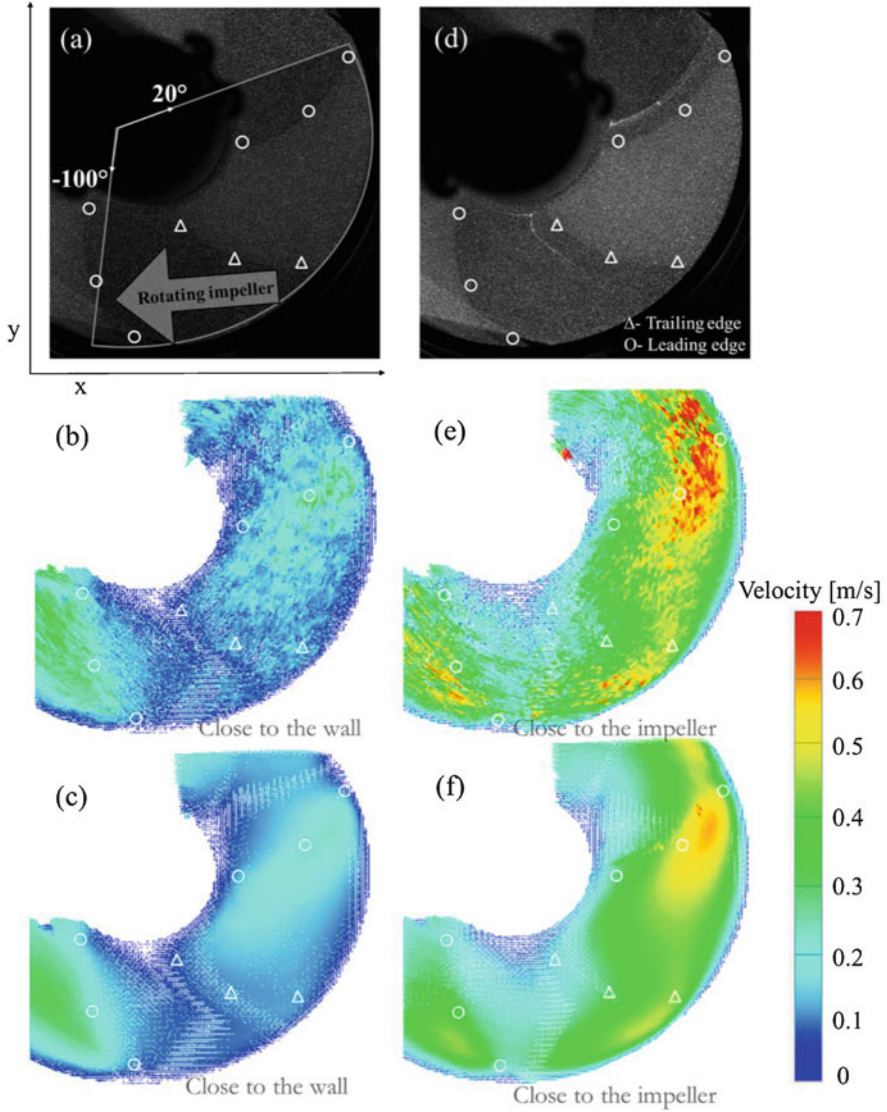 (a)
(d)
20°
-100°
Rotating impeller
Δ- Trailing edge
O- Leading edge
y
x
(b)
(e)
Close to the wall
Close to the impeller
Velocity [m/s]
0.7
0.6
0.5
0.4
0.3
0.2
0.1
0
(c)
(f)
Close to the wall
Close to the impeller